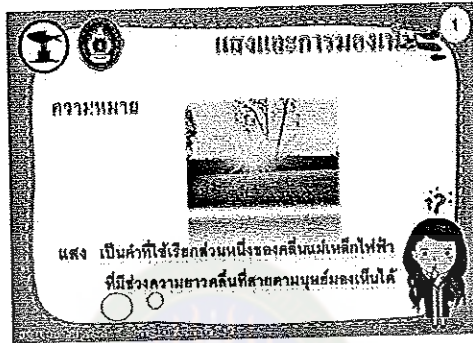 1
แสงและการมองเห็น
ความหมาย
แสง เป็นคำที่ใช้เรียกส่วนหนึ่งของคลื่นแม่เหล็กไฟฟ้า
ที่มีช่วงความยาวคลื่นที่สายตามนุษย์มองเห็นได้
!?